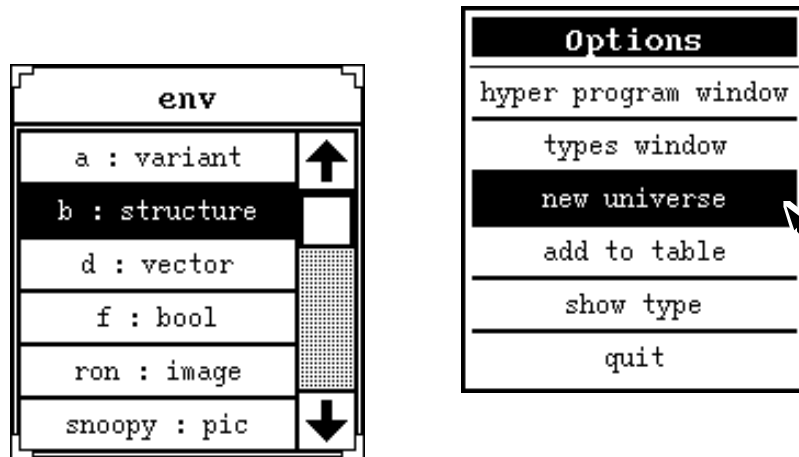 env
a : variant
b : structure
d : vector
f : bool
ron : image
snoopy : pic
Options
hyper program window
types window
new universe
add to table
show type
quit